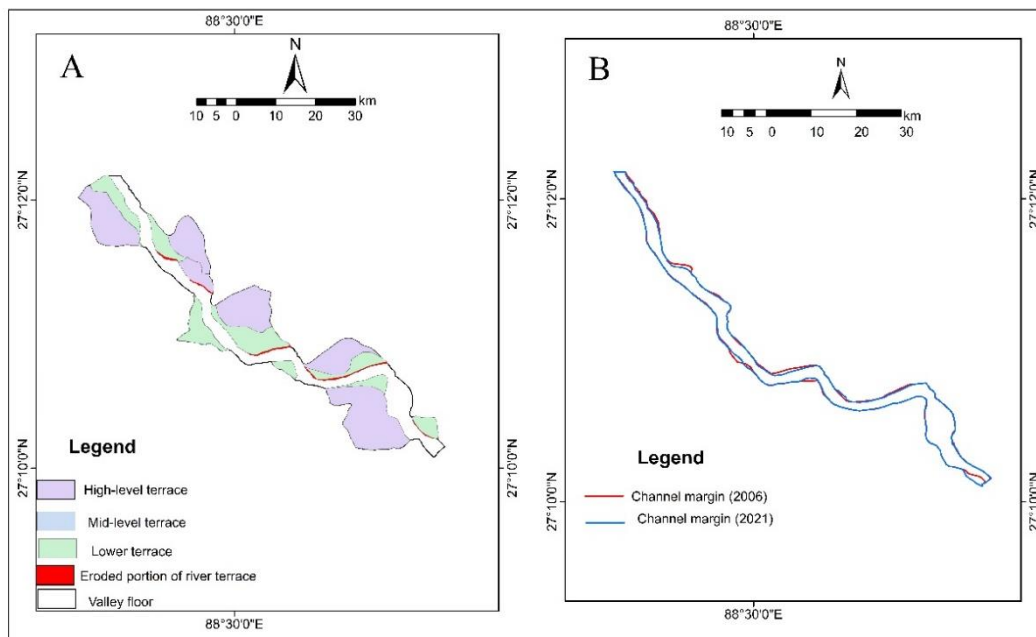 88°30'0"E
A
N
km
10 5 0 10 20 30
27°12'0"N
27°12'0"N
27°10'0"N
27°10'0"N
Legend
High-level terrace
Mid-level terrace
Lower terrace
Eroded portion of river terrace
Valley floor
88°30'0"E
88°30'0"E
B
N
km
10 5 0 10 20 30
27°12'0"N
27°12'0"N
27°10'0"N
27°10'0"N
Legend
Channel margin (2006)
Channel margin (2021)
88°30'0"E